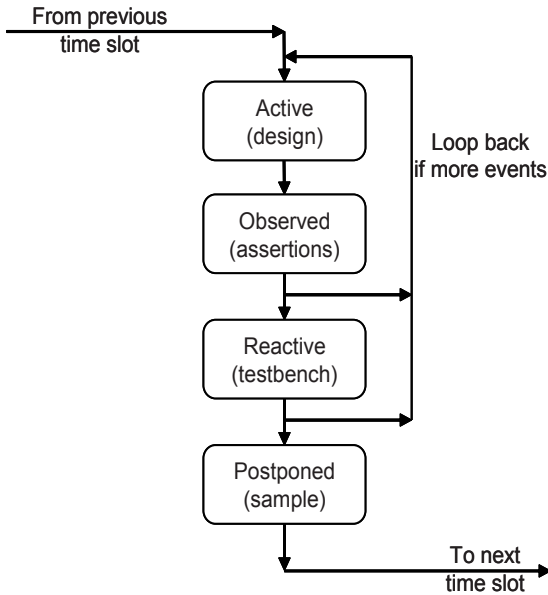 From previous
time slot
Active
(design)
Loop back
if more events
Observed
(assertions)
Reactive
(testbench)
Postponed
(sample)
To next
time slot